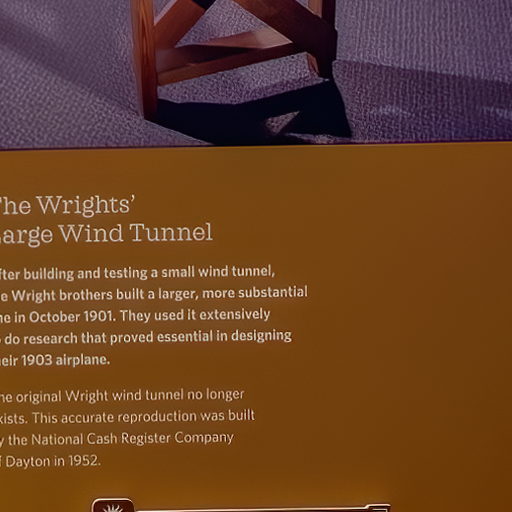 he Wrights'
arge Wind Tunnel
fter building and testing a small wind tunnel,
e Wright brothers built a larger, more substantial
ne in October 1901. They used it extensively
do research that proved essential in designing
eir 1903 airplane.
he original Wright wind tunnel no longer
xists. This accurate reproduction was built
y the National Cash Register Company
f Dayton in 1952.